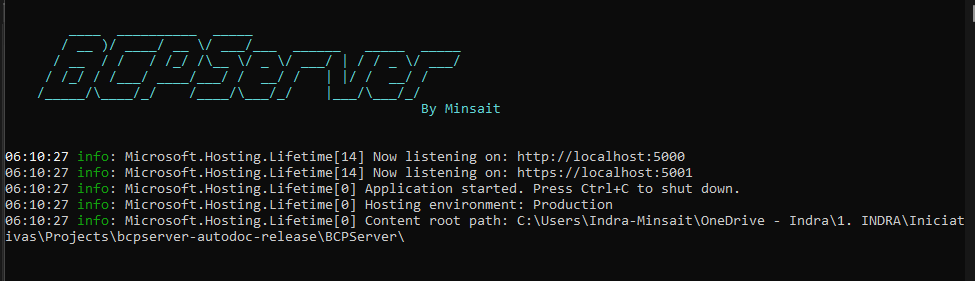 BCPServer
By Minsait
06:10:27 info: Microsoft.Hosting.Lifetime[14] Now listening on: http://localhost:5000
06:10:27 info: Microsoft.Hosting.Lifetime[14] Now listening on: https://localhost:5001
06:10:27 info: Microsoft.Hosting.Lifetime[0] Application started. Press Ctrl+C to shut down.
06:10:27 info: Microsoft.Hosting.Lifetime[0] Hosting environment: Production
06:10:27 info: Microsoft.Hosting.Lifetime[0] Content root path: C:\Users\Indra-Minsait\OneDrive - Indra\1. INDRA\Iniciat
ivas\Projects\bcpserver-autodoc-release\BCPServer\